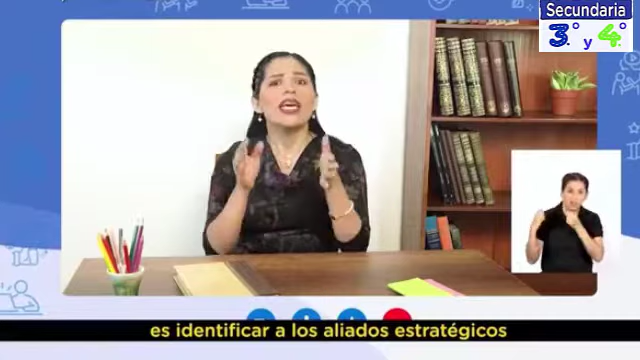 Secundaria
3.° y 4.°
es identificar a los aliados estratégicos